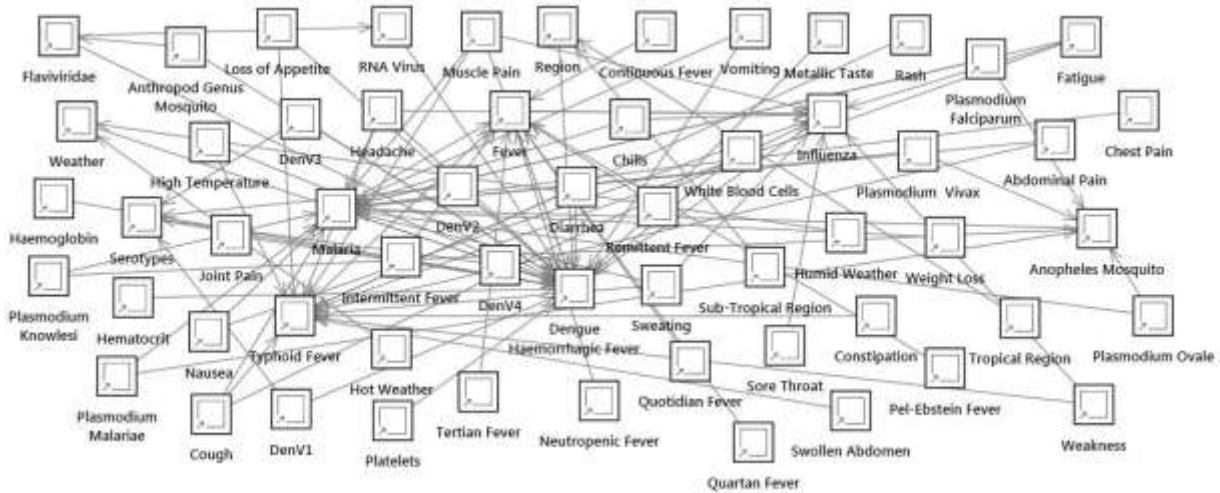 Flaviviridae
Anthropod Genus
Mosquito
Loss of Appetite
RNA Virus
Muscle Pain
Region
Contiquous Fever
Vomiting
Metallic Taste
Rash
Plasmodium
Falciparum
Fatigue
Weather
High Temperature
DenV3
Headache
Fever
Chills
White Blood Cells
Influenza
Plasmodium Vivax
Abdominal Pain
Chest Pain
Haemoglobin
Serotypes
Joint Pain
Malaria
DenV2
Diarrhea
Remittent Fever
Humid Weather
Weight Loss
Anopheles Mosquito
Plasmodium
Knowlesi
Hematocrit
Nausea
Typhoid Fever
Intermittent Fever
DenV4
Dengue
Haemorrhagic Fever
Sweating
Sub-Tropical Region
Sore Throat
Constipation
Tropical Region
Plasmodium Ovale
Plasmodium
Malariae
Cough
DenV1
Hot Weather
Platelets
Tertian Fever
Neutropenic Fever
Quotidian Fever
Quartan Fever
Swollen Abdomen
Pel-Ebstein Fever
Weakness